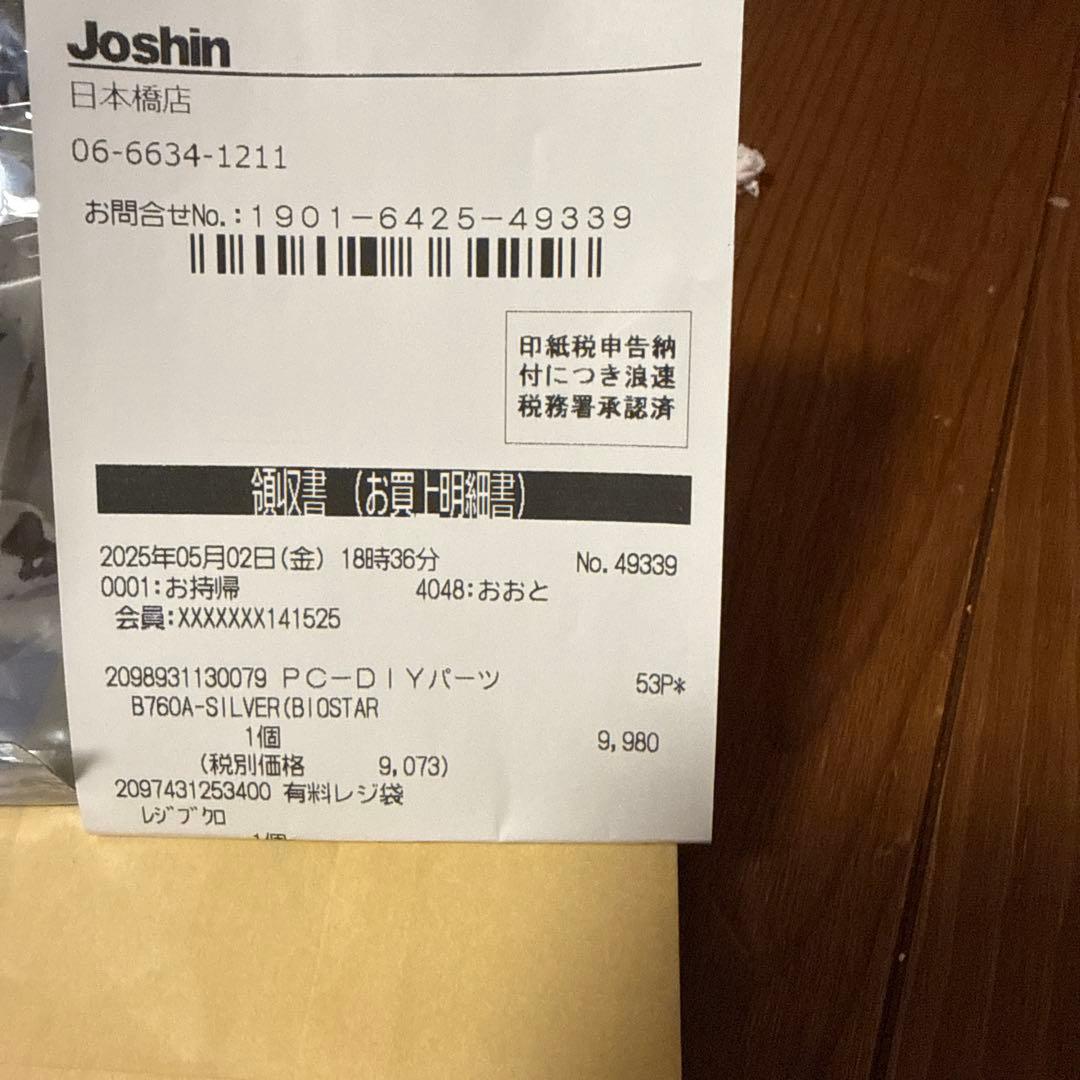 Joshin
日本橋店
06-6634-1211
お問合せNo.:1901-6425-49339
印紙税申告納
付につき浪速
税務署承認済
領収書 (お買上明細書)
2025年05月02日(金) 18時36分 No.49339
0001:お持帰 4048:おおと
会員:XXXXXXX141525
2098931130079 PC-DIYパーツ 53P*
B760A-SILVER(BIOSTAR
1個 9,980
(税別価格 9,073)
2097431253400 有料レジ袋
レジブクロ
1個